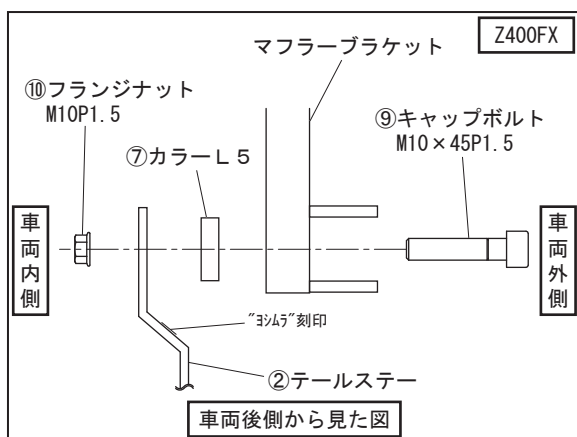 Z400FX
マフラーブラケット
⑩フランジナット
M10P1.5
⑨キャップボルト
M10×45P1.5
⑦カラーL5
車両内側
車両外側
"ヨシムラ"刻印
②テールステー
車両後側から見た図